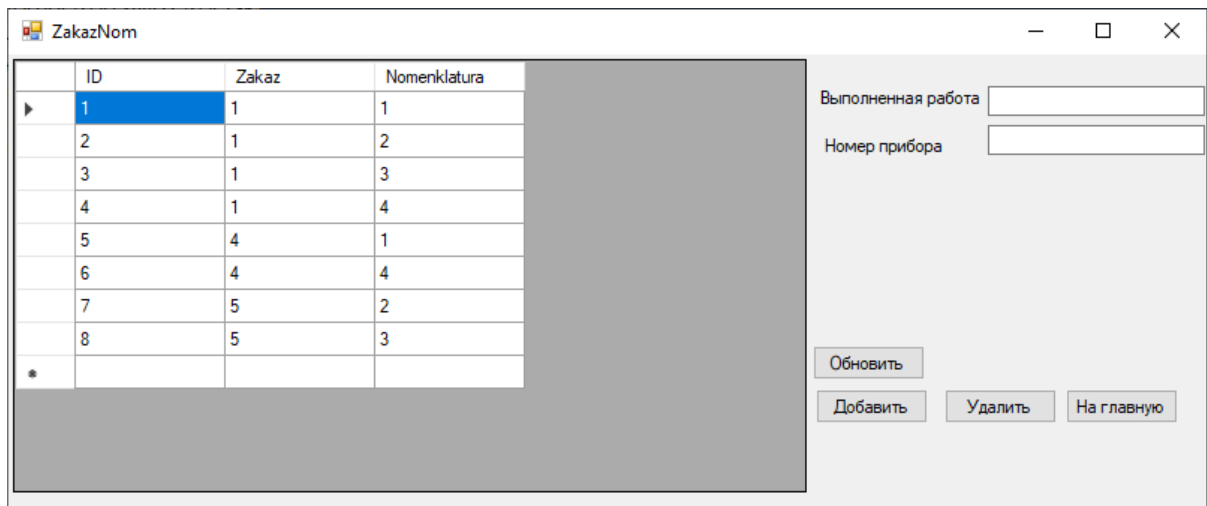 ZakazNom
ID Zakaz Nomenklatura
1 1 1
2 1 2
3 1 3
4 1 4
5 4 1
6 4 4
7 5 2
8 5 3
Выполненная работа
Номер прибора
Обновить
Добавить Удалить На главную